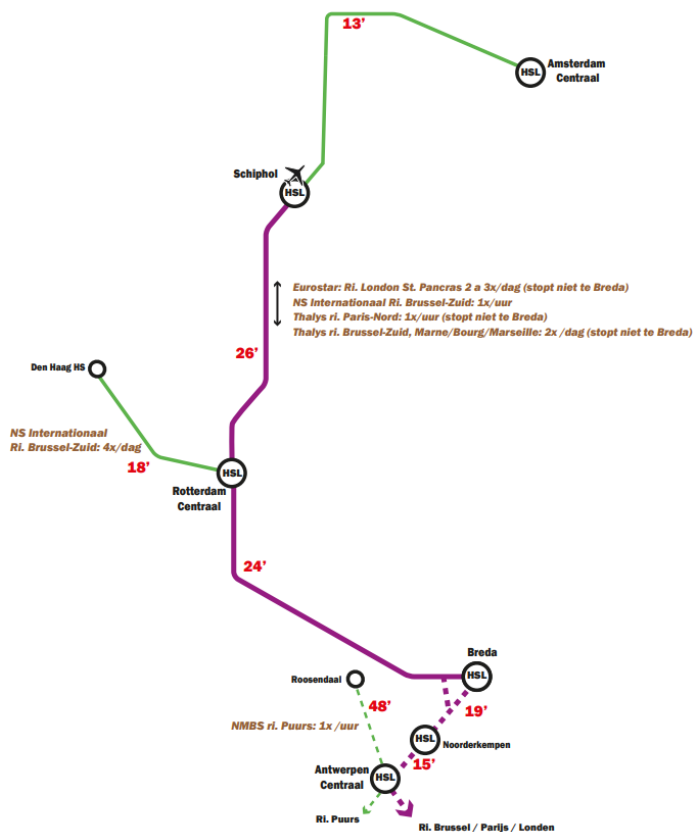 13’
HSL
Amsterdam
Centraal
Schiphol
HSL
Eurostar: Ri. London St. Pancras 2 a 3x/dag (stopt niet te Breda)
NS Internationaal Ri. Brussel-Zuid: 1x/uur
Thalys ri. Paris-Nord: 1x/uur (stopt niet te Breda)
Thalys ri. Brussel-Zuid, Marne/Bourg/Marseille: 2x /dag (stopt niet te Breda)
26’
Den Haag HS
NS Internationaal
Ri. Brussel-Zuid: 4x/dag
18’
HSL
Rotterdam
Centraal
24’
Breda
HSL
Roosendaal
48’
19’
NMBS ri. Puurs: 1x /uur
HSL
Noorderkempen
15’
Antwerpen
Centraal
HSL
Ri. Puurs
Ri. Brussel / Parijs / Londen